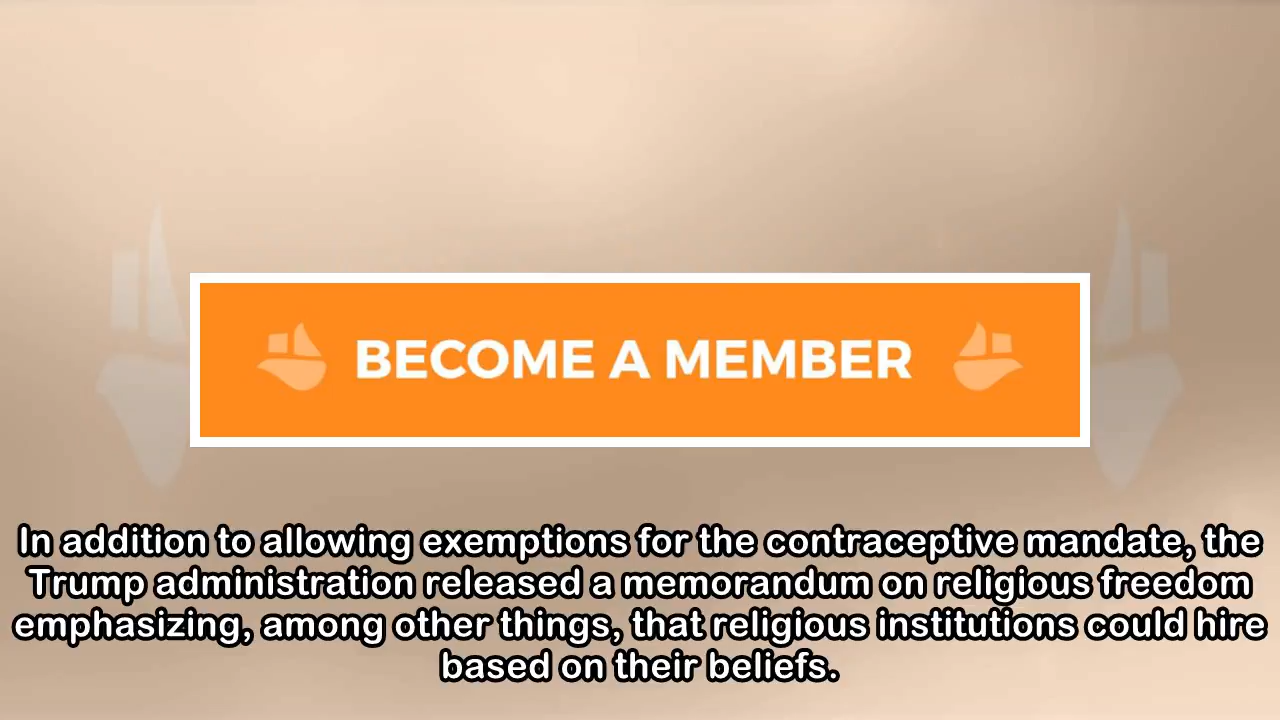 BECOME A MEMBER
In addition to allowing exemptions for the contraceptive mandate, the
Trump administration released a memorandum on religious freedom
emphasizing, among other things, that religious institutions could hire
based on their beliefs.